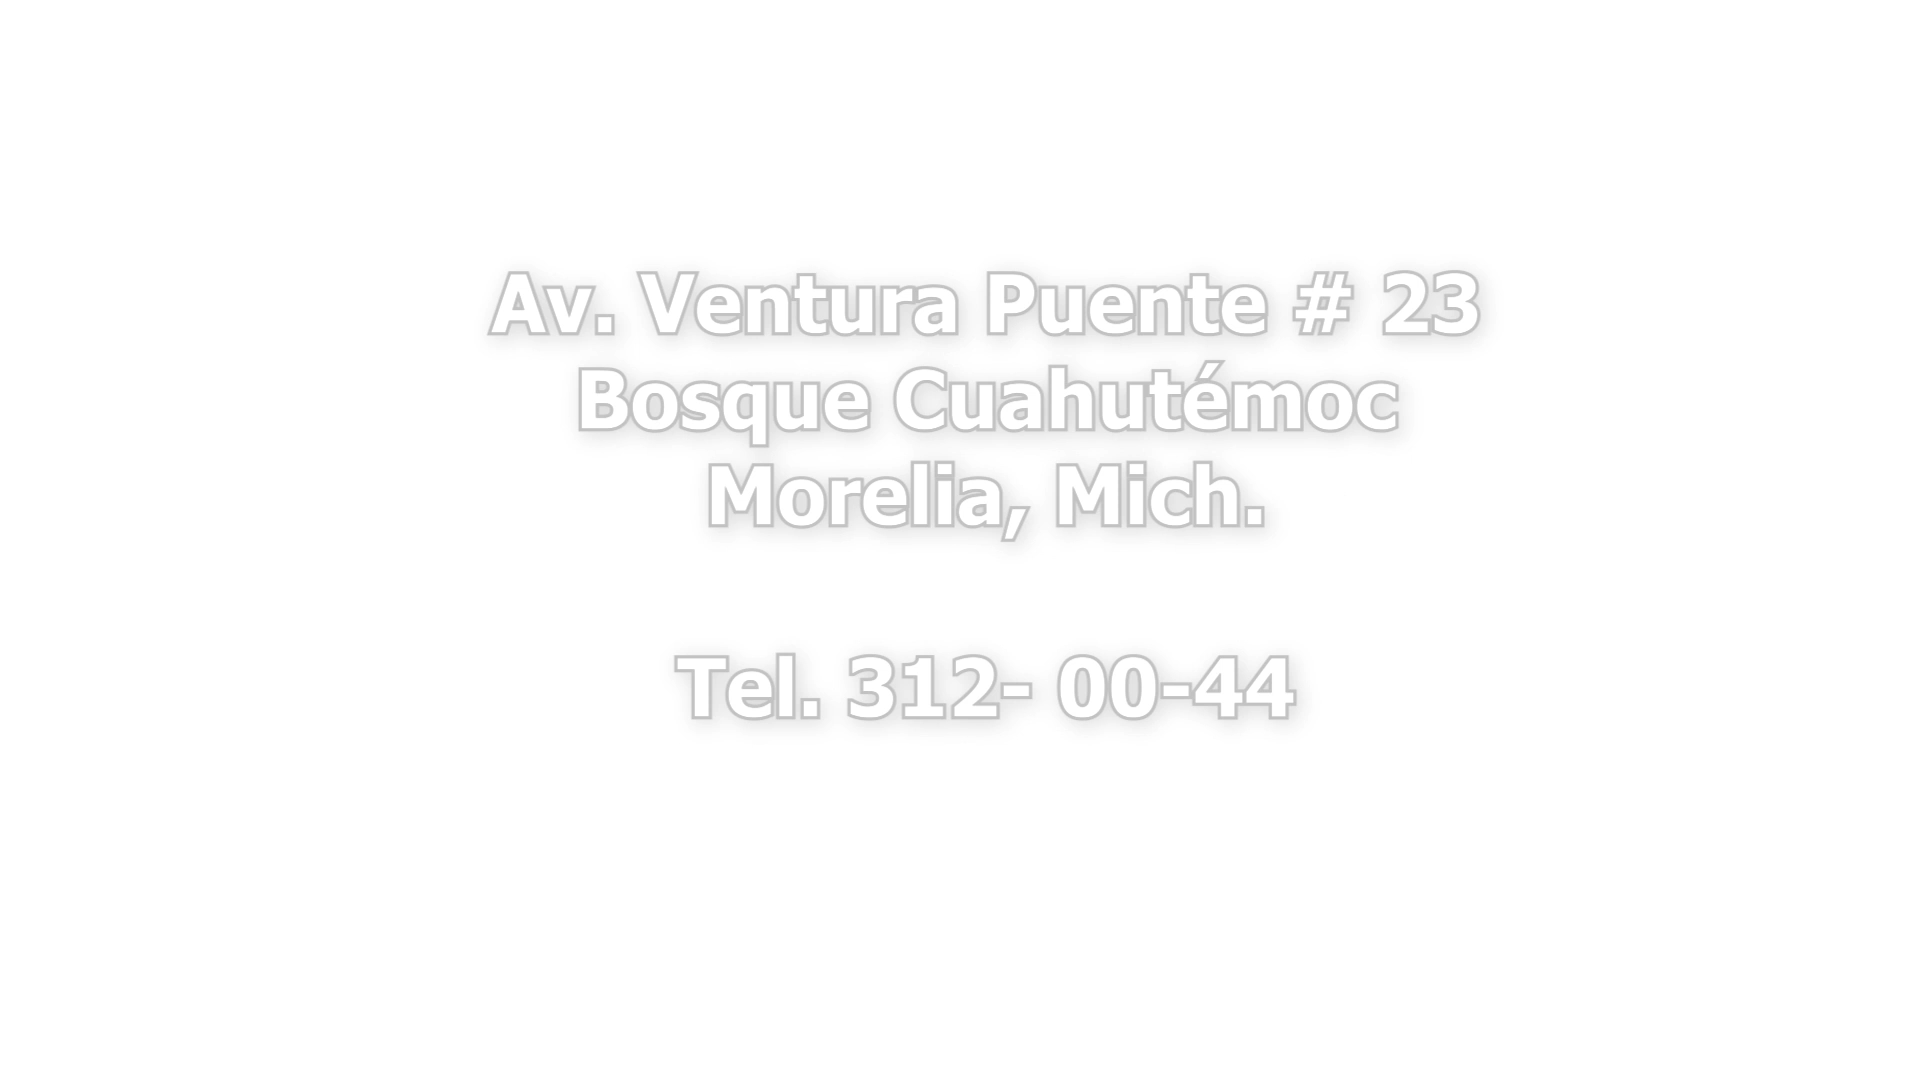 Av. Ventura Puente # 23
Bosque Cuahutémoc
Morelia, Mich.
Tel. 312- 00-44